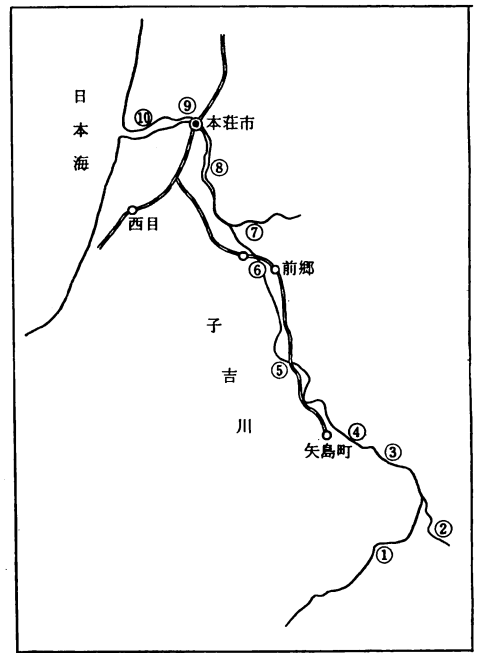 ⑨
⑩
日本海
本荘市
⑧
西目
⑦
⑥
前郷
子吉川
⑤
矢島町
④
③
②
①